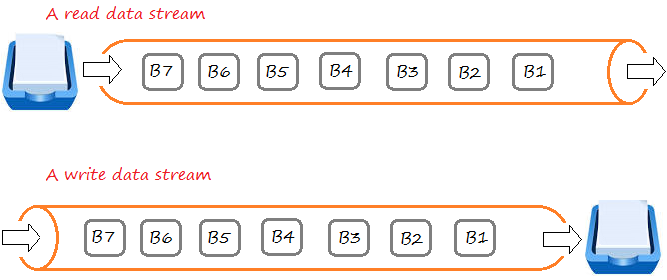 A read data stream
B7 B6 B5 B4 B3 B2 B1
A write data stream
B7 B6 B5 B4 B3 B2 B1